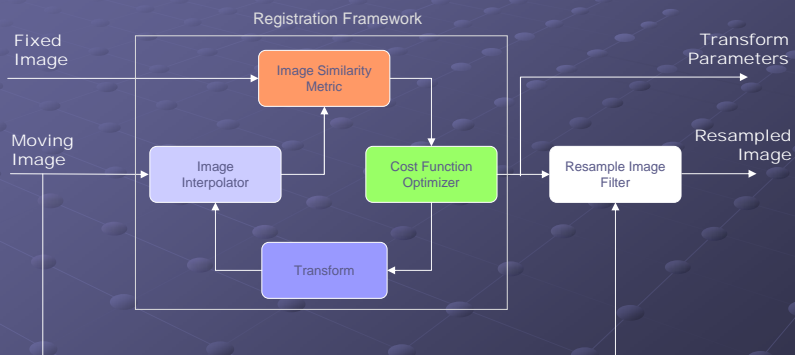 Registration Framework
Fixed
Image
Transform
Parameters
Image Similarity
Metric
Moving
Image
Resampled
Image
Image
Interpolator
Cost Function
Optimizer
Resample Image
Filter
Transform